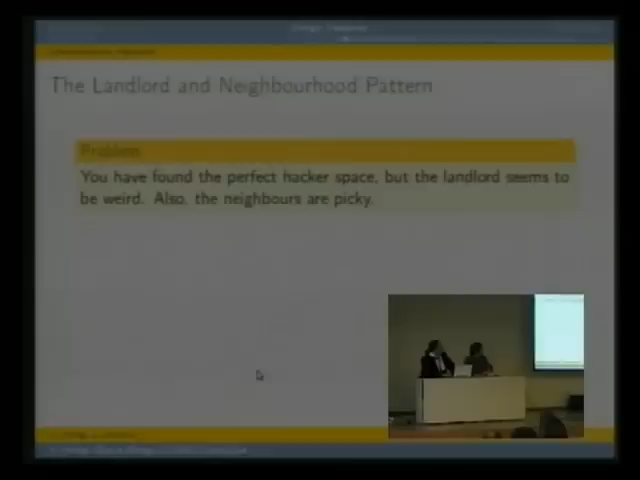 The Landlord and Neighbourhood Pattern
Problem
You have found the perfect hacker space, but the landlord seems to
be weird. Also, the neighbours are picky.